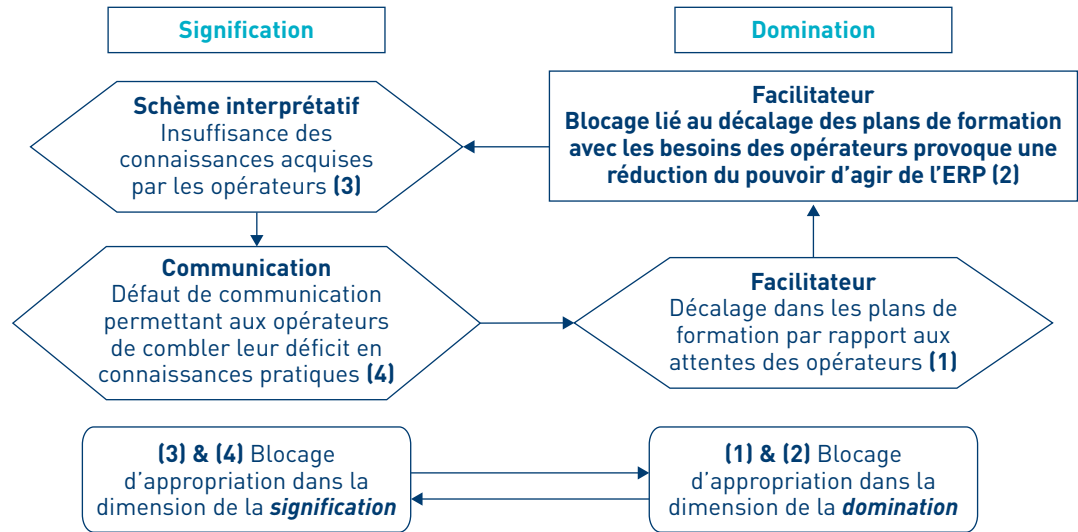 Signification
Domination
Schème interprétatif
Insuffisance des
connaissances acquises
par les opérateurs (3)
Facilitateur
Blocage lié au décalage des plans de formation
avec les besoins des opérateurs provoque une
réduction du pouvoir d’agir de l’ERP (2)
Communication
Défaut de communication
permettant aux opérateurs
de combler leur déficit en
connaissances pratiques (4)
Facilitateur
Décalage dans les plans de
formation par rapport aux
attentes des opérateurs (1)
(3) & (4) Blocage
d’appropriation dans la
dimension de la signification
(1) & (2) Blocage
d’appropriation dans la
dimension de la domination